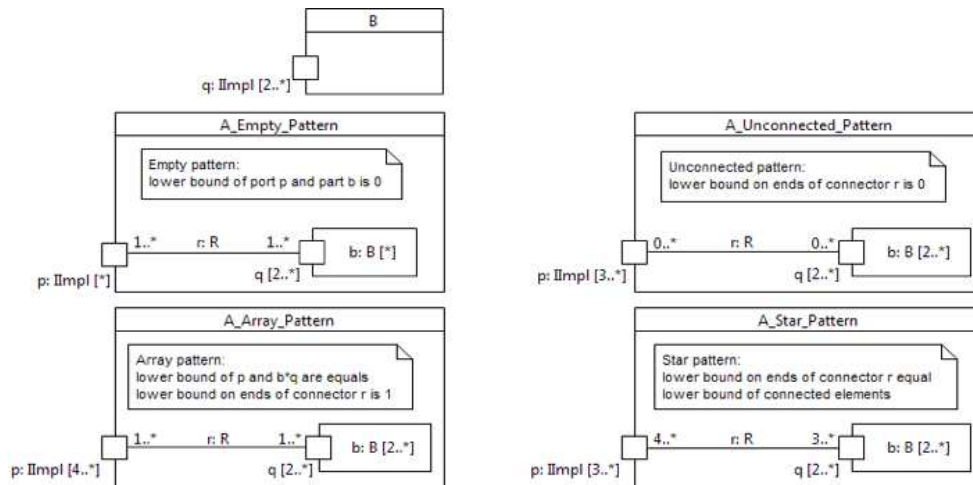 B
q: IImpl [2..*]
A_Empty_Pattern
Empty pattern:
lower bound of port p and part b is 0
1..* r: R 1..*
b: B [*]
p: IImpl [*]
q [2..*]
A_Unconnected_Pattern
Unconnected pattern:
lower bound on ends of connector r is 0
0..* r: R 0..*
b: B [2..*]
p: IImpl [3..*]
q [2..*]
A_Array_Pattern
Array pattern:
lower bound of p and b*q are equals
lower bound on ends of connector r is 1
1..* r: R 1..*
b: B [2..*]
p: IImpl [4..*]
q [2..*]
A_Star_Pattern
Star pattern:
lower bound on ends of connector r equal
lower bound of connected elements
4..* r: R 3..*
b: B [2..*]
p: IImpl [3..*]
q [2..*]